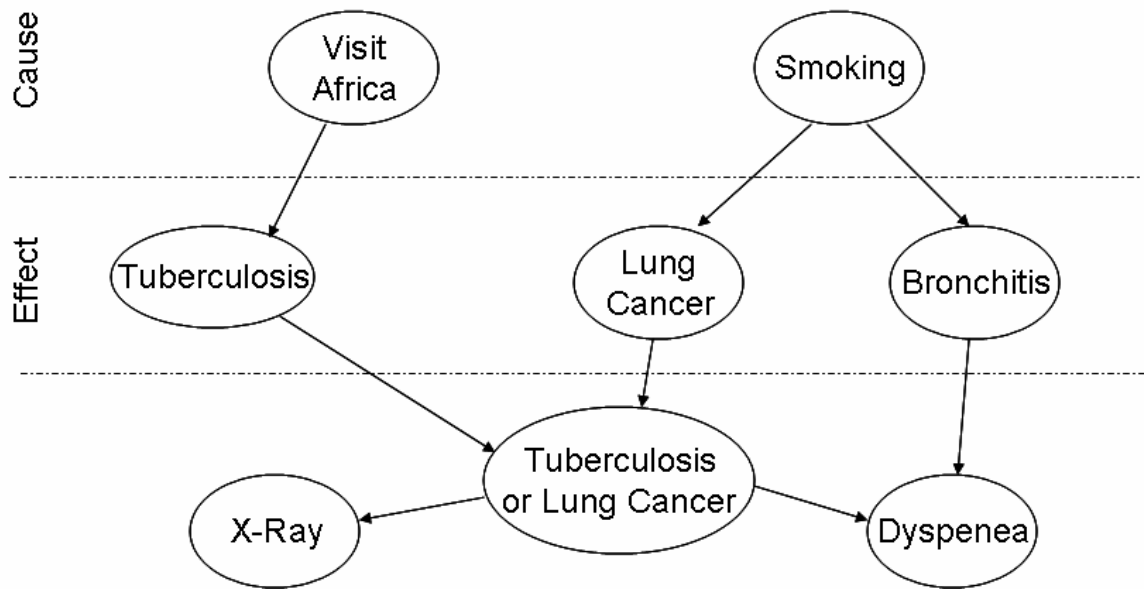 Cause
Visit
Africa
Smoking
Effect
Tuberculosis
Lung
Cancer
Bronchitis
Tuberculosis
or Lung Cancer
X-Ray
Dyspenea